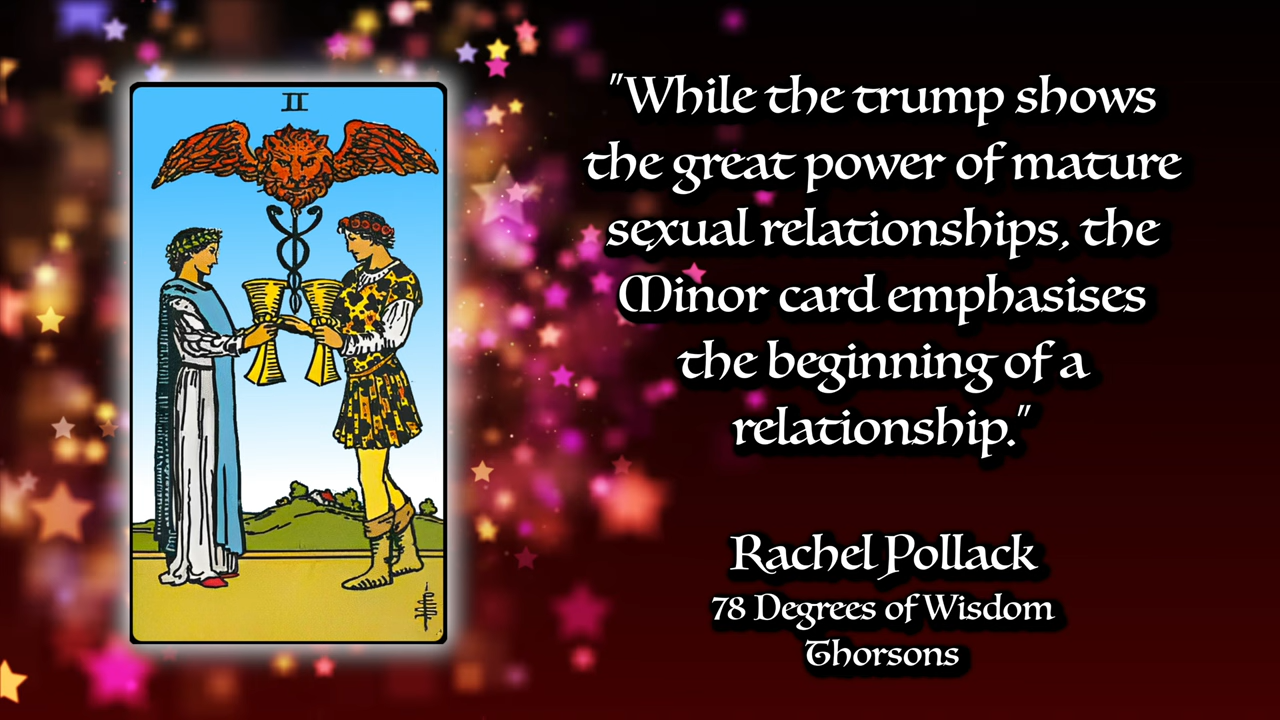 II
"While the trump shows
the great power of mature
sexual relationships, the
Minor card emphasises
the beginning of a
relationship."
Rachel Pollack
78 Degrees of Wisdom
Thorsons